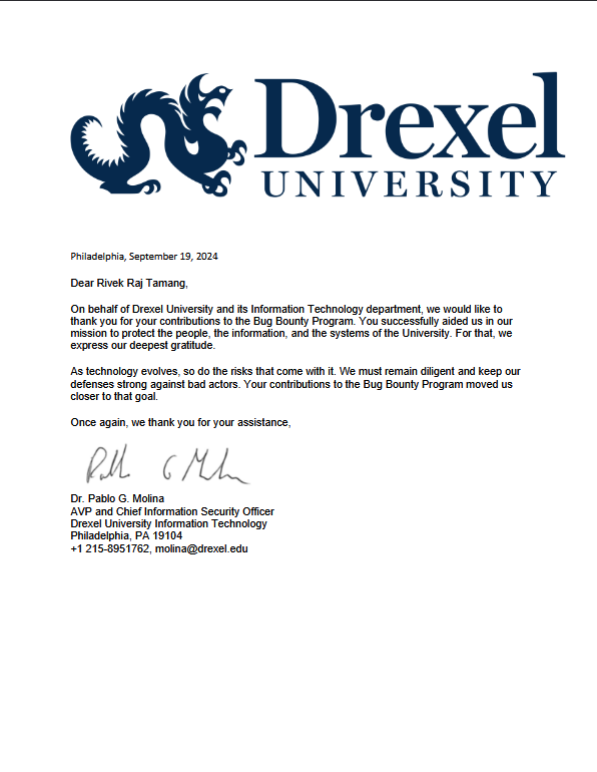 Drexel
UNIVERSITY
Philadelphia, September 19, 2024
Dear Rivek Raj Tamang,
On behalf of Drexel University and its Information Technology department, we would like to
thank you for your contributions to the Bug Bounty Program. You successfully aided us in our
mission to protect the people, the information, and the systems of the University. For that, we
express our deepest gratitude.
As technology evolves, so do the risks that come with it. We must remain diligent and keep our
defenses strong against bad actors. Your contributions to the Bug Bounty Program moved us
closer to that goal.
Once again, we thank you for your assistance,
Dr. Pablo G. Molina
AVP and Chief Information Security Officer
Drexel University Information Technology
Philadelphia, PA 19104
+1 215-8951762, molina@drexel.edu